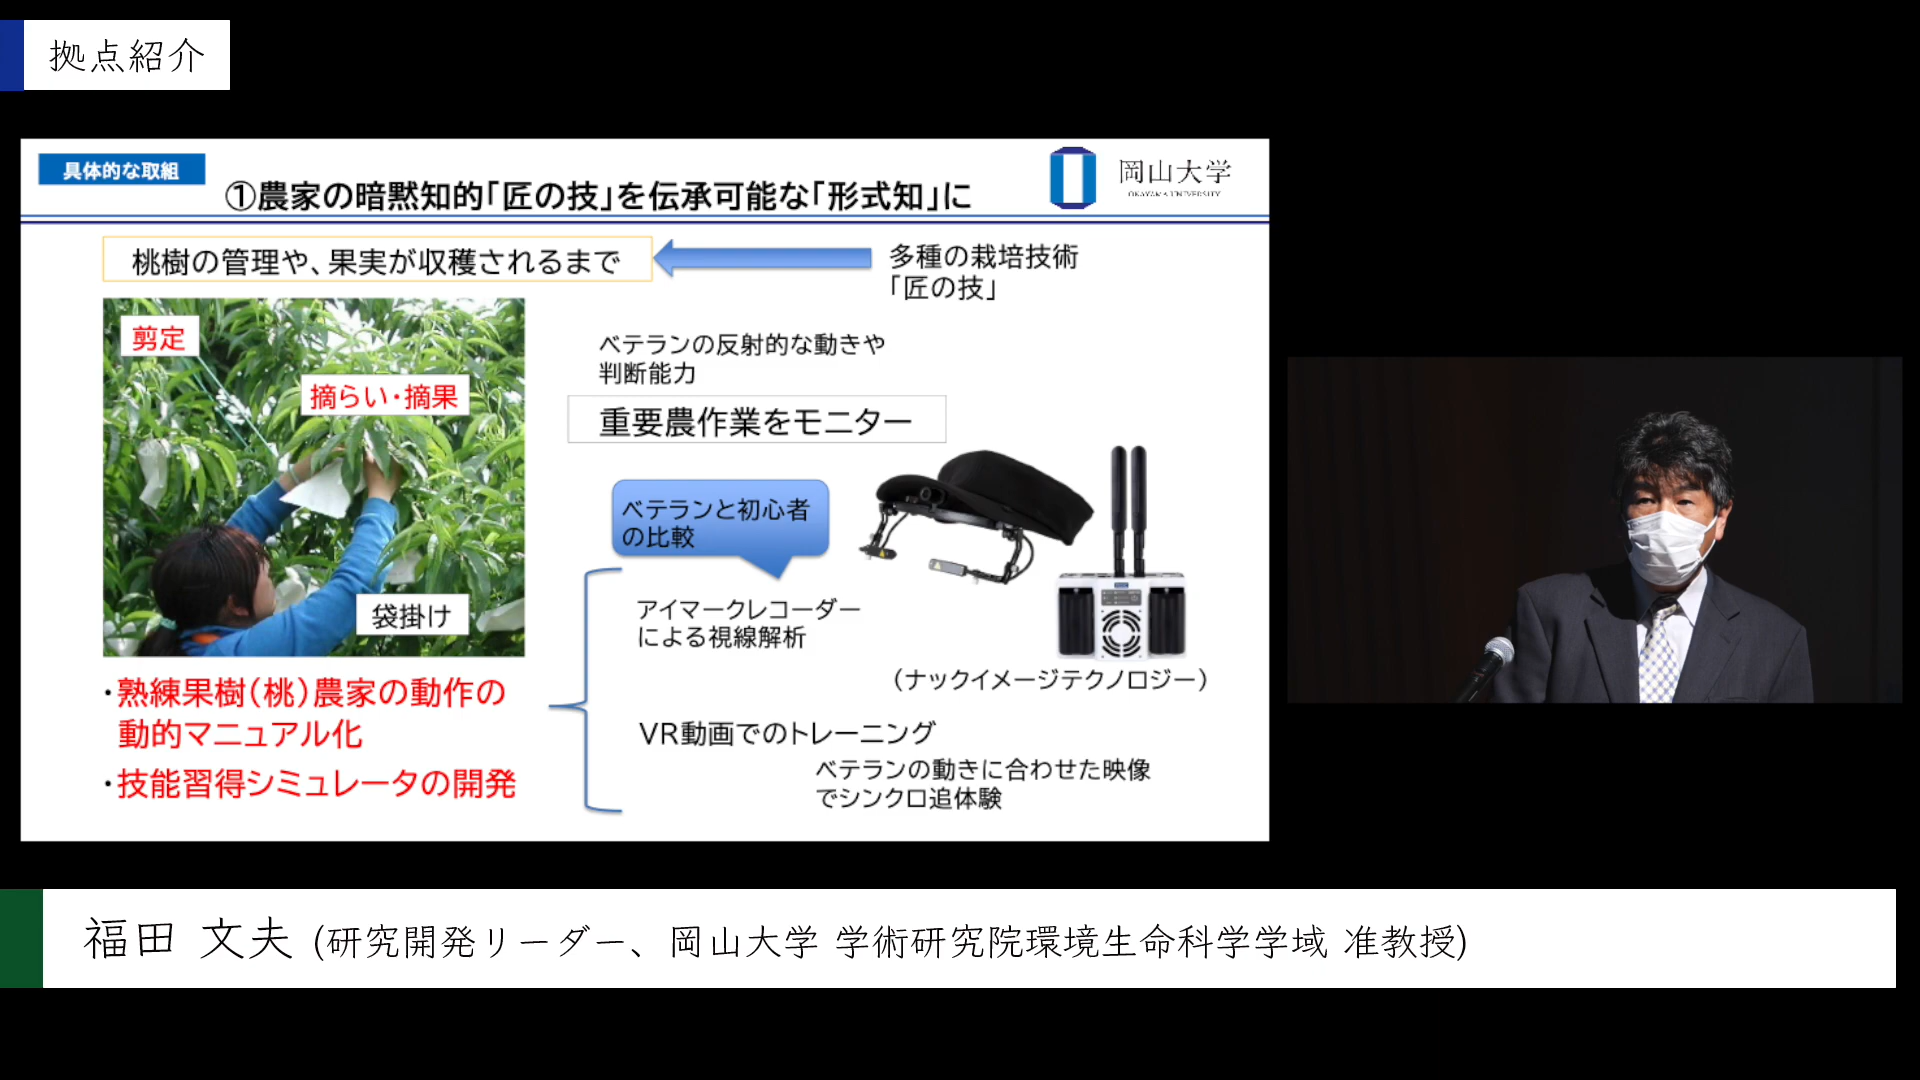 拠点紹介
具体的な取組
①農家の暗黙知的「匠の技」を伝承可能な「形式知」に
岡山大学
OKAYAMA UNIVERSITY
桃樹の管理や、果実が収穫されるまで
多種の栽培技術
「匠の技」
剪定
摘らい・摘果
袋掛け
ベテランの反射的な動きや
判断能力
重要農作業をモニター
ベテランと初心者
の比較
アイマークレコーダー
による視線解析
（ナックイメージテクノロジー）
・熟練果樹（桃）農家の動作の
動的マニュアル化
・技能習得シミュレータの開発
VR動画でのトレーニング
ベテランの動きに合わせた映像
でシンクロ追体験
福田 文夫 (研究開発リーダー、岡山大学 学術研究院環境生命科学学域 准教授)